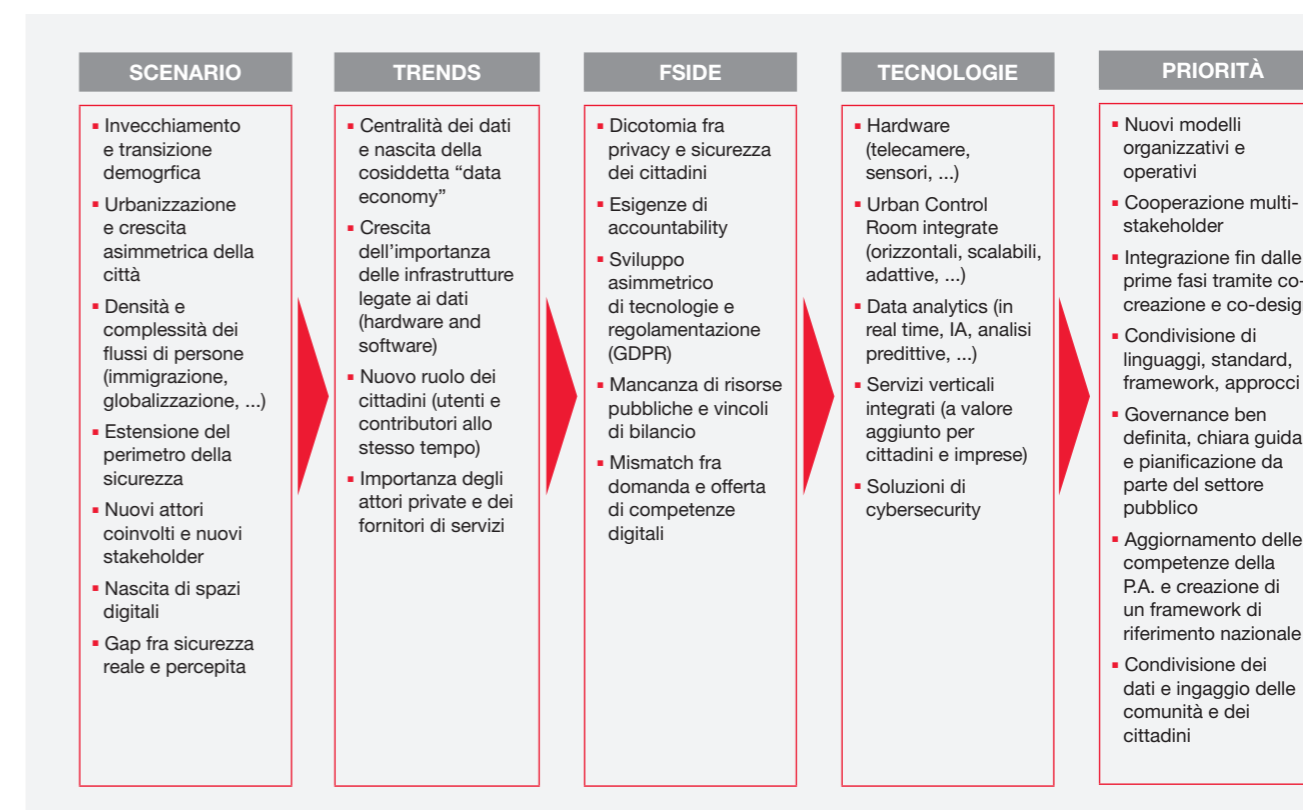 SCENARIO
▪ Invecchiamento
e transizione
demogrfica
▪ Urbanizzazione
e crescita
asimmetrica della
città
▪ Densità e
complessità dei
flussi di persone
(immigrazione,
globalizzazione, ...)
▪ Estensione del
perimetro della
sicurezza
▪ Nuovi attori
coinvolti e nuovi
stakeholder
▪ Nascita di spazi
digitali
▪ Gap fra sicurezza
reale e percepita
TRENDS
▪ Centralità dei dati
e nascita della
cosiddetta “data
economy”
▪ Crescita
dell’importanza
delle infrastrutture
legate ai dati
(hardware and
software)
▪ Nuovo ruolo dei
cittadini (utenti e
contributori allo
stesso tempo)
▪ Importanza degli
attori private e dei
fornitori di servizi
FSIDE
▪ Dicotomia fra
privacy e sicurezza
dei cittadini
▪ Esigenze di
accountability
▪ Sviluppo
asimmetrico
di tecnologie e
regolamentazione
(GDPR)
▪ Mancanza di risorse
pubbliche e vincoli
di bilancio
▪ Mismatch fra
domanda e offerta
di competenze
digitali
TECNOLOGIE
▪ Hardware
(telecamere,
sensori, ...)
▪ Urban Control
Room integrate
(orizzontali, scalabili,
adattive, ...)
▪ Data analytics (in
real time, IA, analisi
predittive, ...)
▪ Servizi verticali
integrati (a valore
aggiunto per
cittadini e imprese)
▪ Soluzioni di
cybersecurity
PRIORITÀ
▪ Nuovi modelli
organizzativi e
operativi
▪ Cooperazione multi-
stakeholder
▪ Integrazione fin dalle
prime fasi tramite co-
creazione e co-desig
▪ Condivisione di
linguaggi, standard,
framework, approcci
▪ Governance ben
definita, chiara guida
e pianificazione da
parte del settore
pubblico
▪ Aggiornamento delle
competenze della
P.A. e creazione di
un framework di
riferimento nazionale
▪ Condivisione dei
dati e ingaggio delle
comunità e dei
cittadini